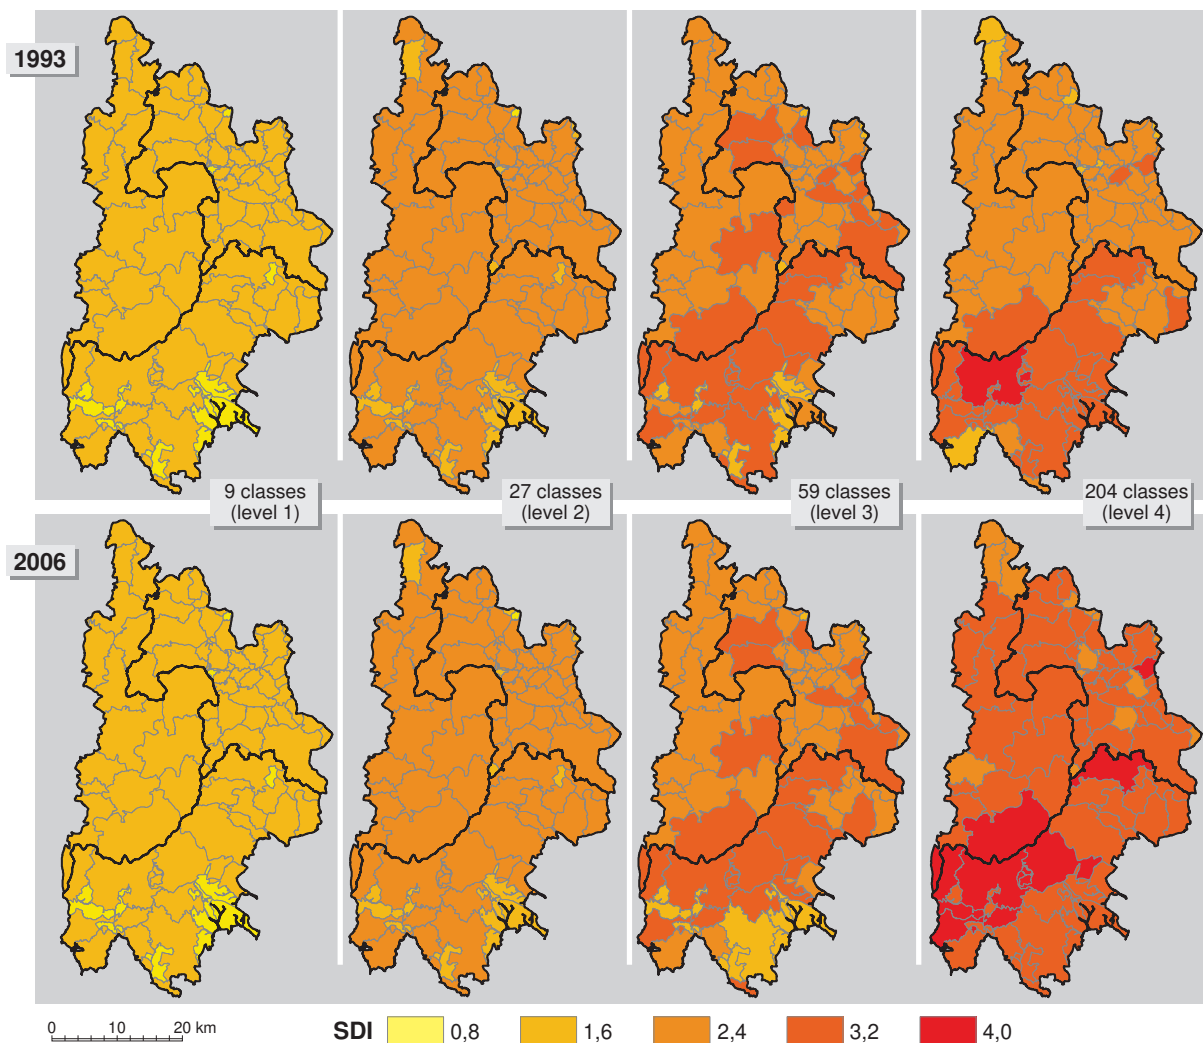 1993
9 classes
(level 1)
27 classes
(level 2)
59 classes
(level 3)
204 classes
(level 4)
2006
0 10 20 km
SDI 0,8 1,6 2,4 3,2 4,0